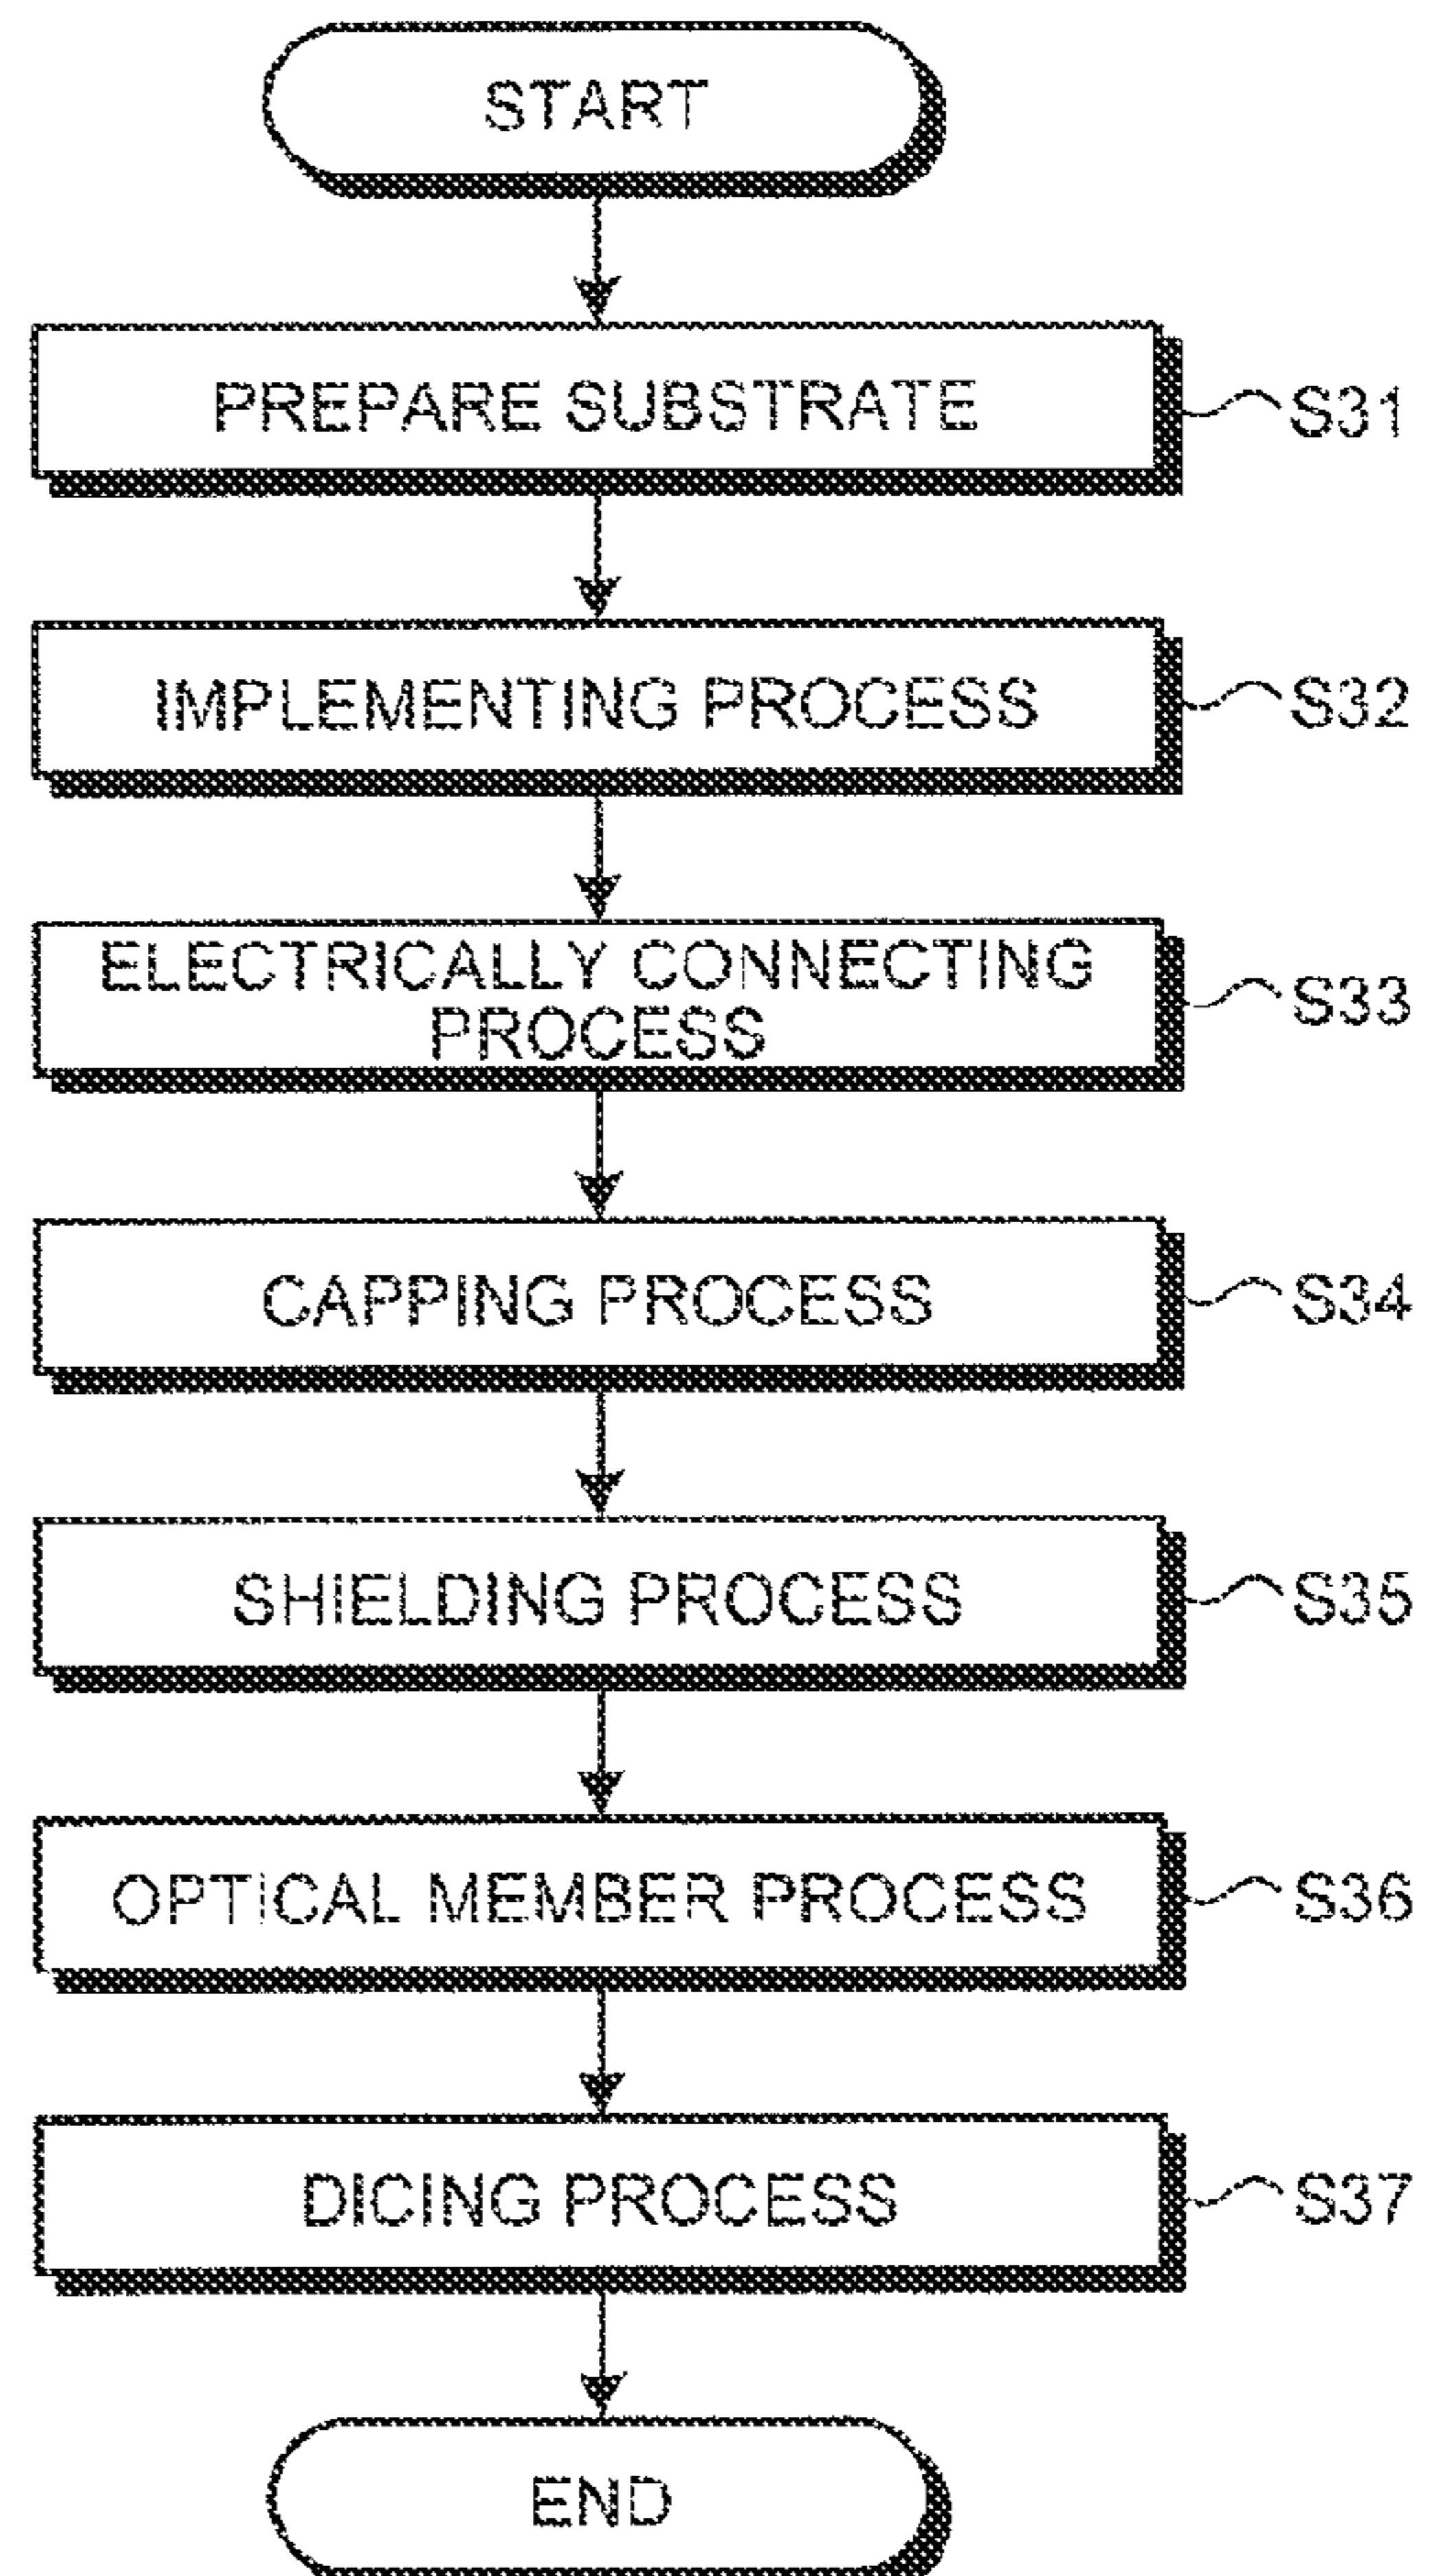 START
PREPARE SUBSTRATE
S31
IMPLEMENTING PROCESS
S32
ELECTRICALLY CONNECTING
PROCESS
S33
CAPPING PROCESS
S34
SHIELDING PROCESS
S35
OPTICAL MEMBER PROCESS
S36
DICING PROCESS
S37
END